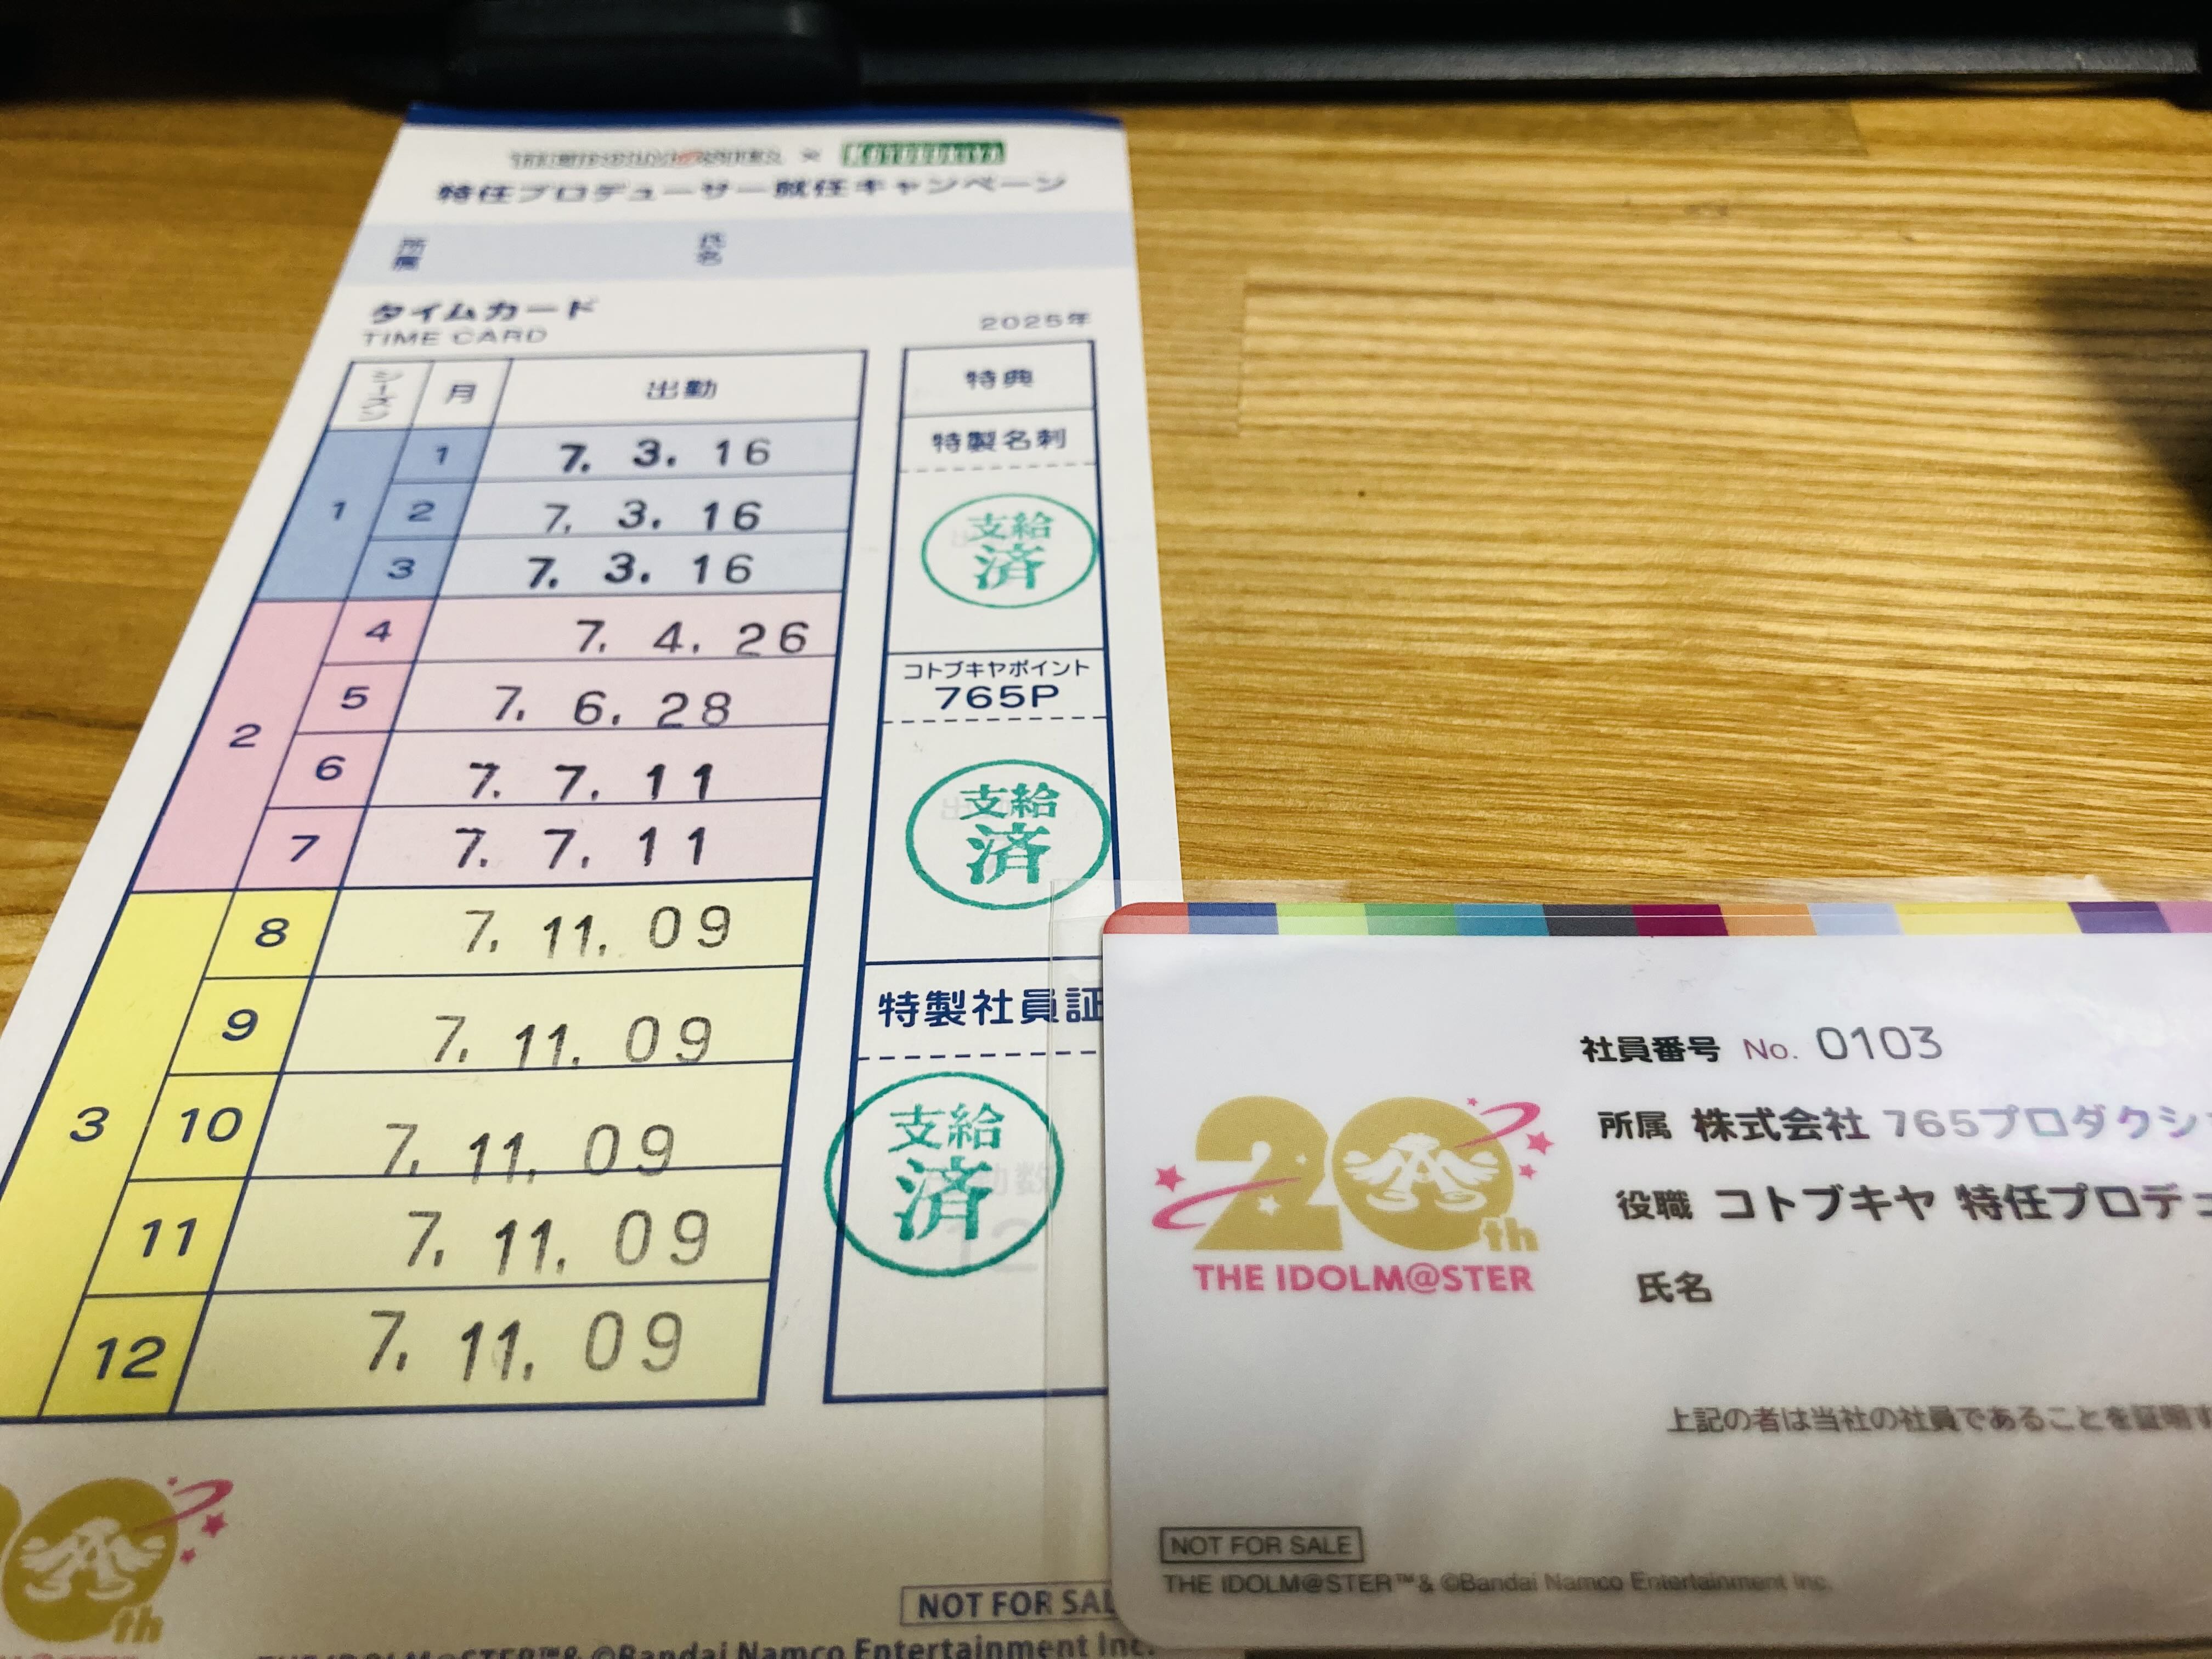 THE IDOLM@STER × KOTOBUKIYA
特任プロデューサー就任キャンペーン
所属 氏名
タイムカード
TIME CARD
2025年
シーズン 月 出勤
1
1 7. 3. 16
2 7. 3. 16
3 7. 3. 16
2
4 7. 4. 26
5 7. 6. 28
6 7. 7. 11
7 7. 7. 11
3
8 7. 11. 09
9 7. 11. 09
10 7. 11. 09
11 7. 11. 09
12 7. 11. 09
特典
特製名刺
支給
済
コトブキヤポイント
765P
支給
済
特製社員証
支給
済
th
NOT FOR SAL
THE IDOLM@STER™& ©Bandai Namco Entertainment Inc.
20th
THE IDOLM@STER
社員番号 No. 0103
所属 株式会社 765プロダクシ
役職 コトブキヤ 特任プロデュ
氏名
上記の者は当社の社員であることを証明す
NOT FOR SALE
THE IDOLM@STER™& ©Bandai Namco Entertainment Inc.